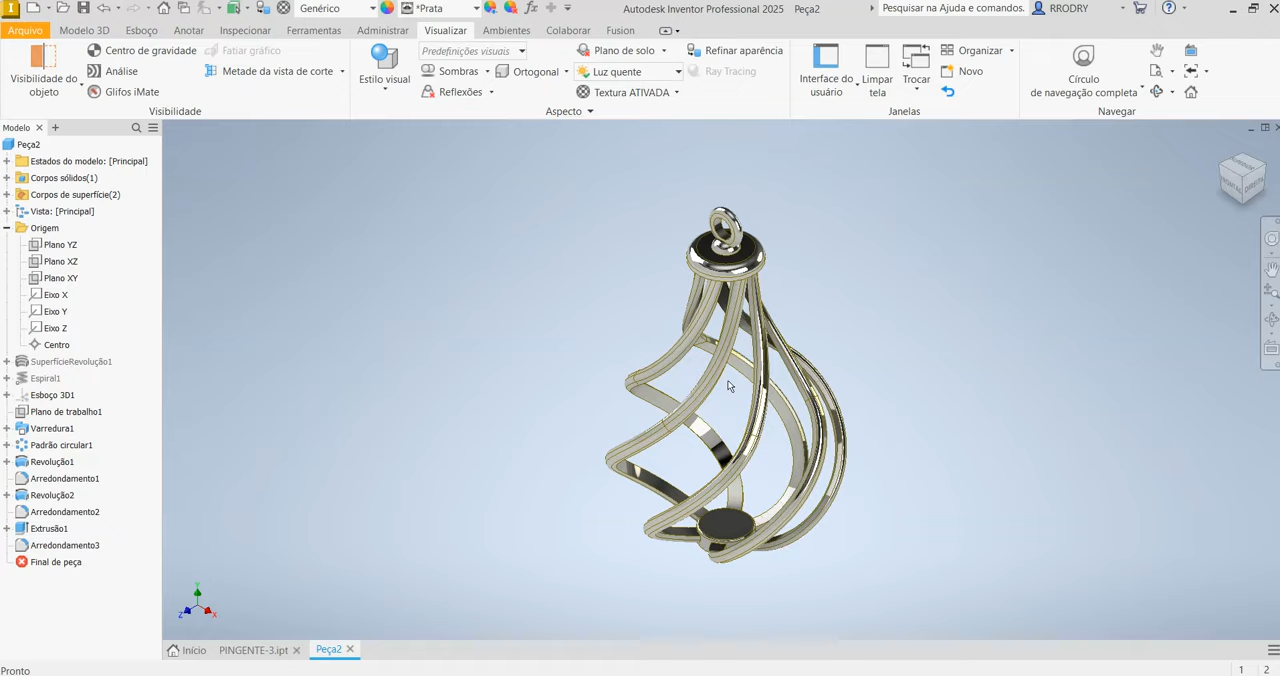 Genérico
*Prata
Autodesk Inventor Professional 2025 Peça2
Pesquisar na Ajuda e comandos.
RRODRY
Arquivo Modelo 3D Esboço Anotar Inspecionar Ferramentas Administrar Visualizar Ambientes Colaborar Fusion
Visibilidade do
objeto
Centro de gravidade
Análise
Glifos iMate
Fatiar gráfico
Metade da vista de corte
Visibilidade
Estilo visual
Predefinições visuais
Sombras
Reflexões
Ortogonal
Plano de solo
Luz quente
Textura ATIVADA
Refinar aparência
Ray Tracing
Aspecto
Interface do
usuário
Limpar
tela
Trocar
Organizar
Novo
Janelas
Círculo
de navegação completa
Navegar
Modelo
Peça2
Estados do modelo: [Principal]
Corpos sólidos(1)
Corpos de superfície(2)
Vista: [Principal]
Origem
Plano YZ
Plano XZ
Plano XY
Eixo X
Eixo Y
Eixo Z
Centro
SuperfícieRevolução1
Espiral1
Esboço 3D1
Plano de trabalho1
Varredura1
Padrão circular1
Revolução1
Arredondamento1
Revolução2
Arredondamento2
Extrusão1
Arredondamento3
Final de peça
FRONTAL
DIREITA
Y
Z
X
Início PINGENTE-3.ipt Peça2
Pronto
1 2